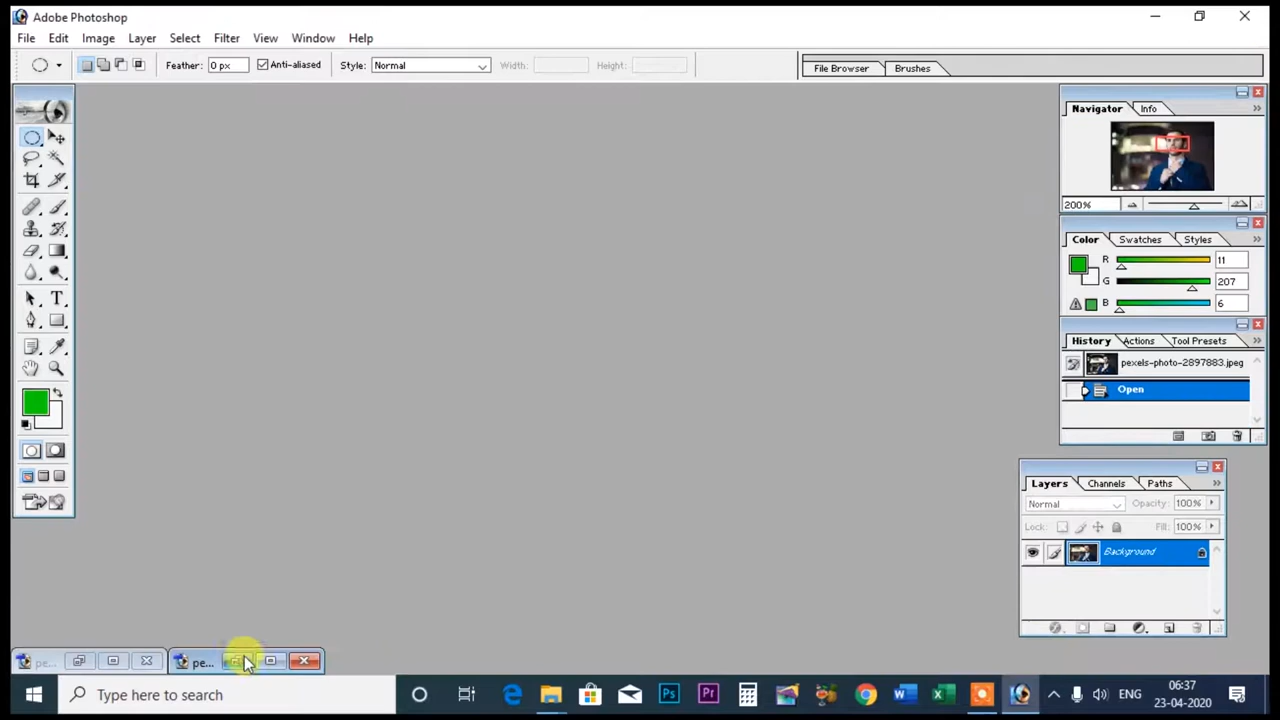 Adobe Photoshop
File Edit Image Layer Select Filter View Window Help
Feather: 0 px Anti-aliased Style: Normal Width: Height: File Browser Brushes
Navigator Info
200%
Color Swatches Styles
R 11
G 207
B 6
History Actions Tool Presets
pexels-photo-2897883.jpeg
Open
Layers Channels Paths
Normal Opacity: 100%
Lock: Fill: 100%
Background
pe... pe...
Type here to search
ENG
06:37
23-04-2020